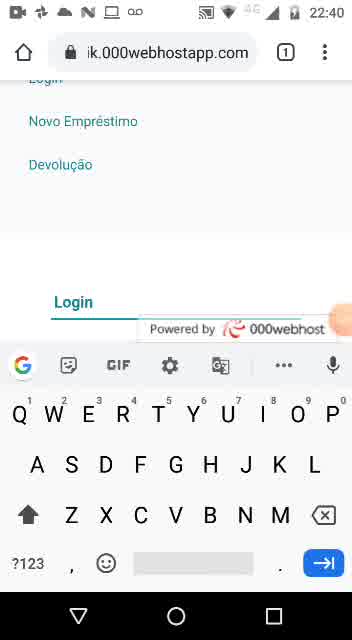 4G 22:40
ik.000webhostapp.com 1
Login
Novo Empréstimo
Devolução
Login
Powered by 000webhost
G GIF G
1 2 3 4 5 6 7 8 9 0
Q W E R T Y U I O P
A S D F G H J K L
Z X C V B N M
?123 , .